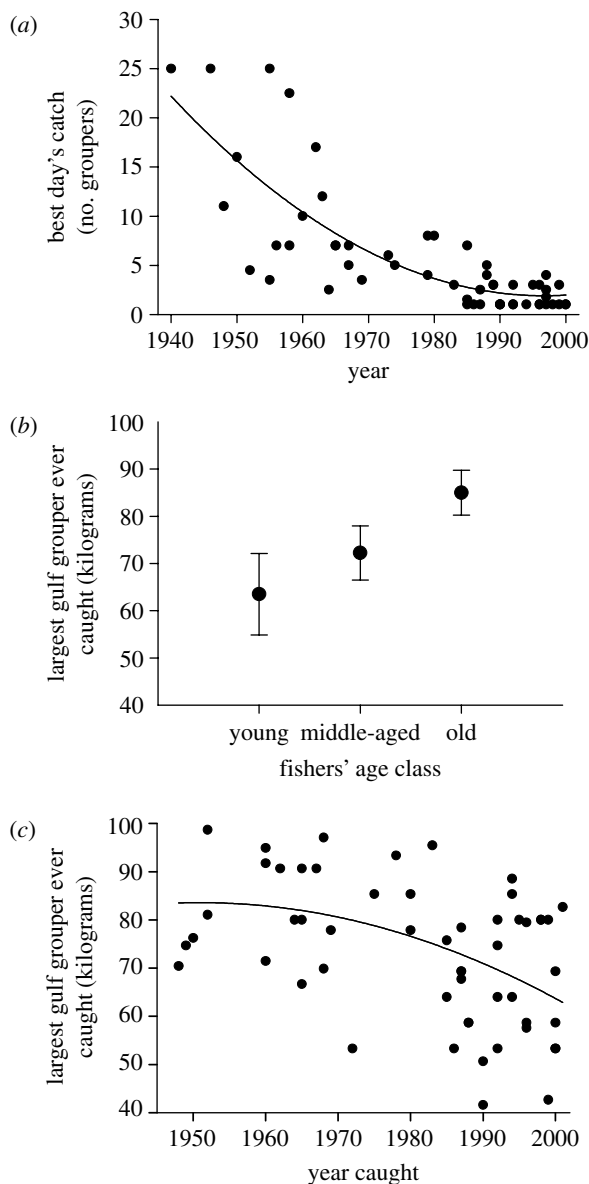 (a)
best day's catch
(no. groupers)
30
25
20
15
10
5
0
1940 1950 1960 1970 1980 1990 2000
year
(b)
largest gulf grouper ever
caught (kilograms)
100
90
80
70
60
50
40
young middle-aged old
fishers' age class
(c)
largest gulf grouper ever
caught (kilograms)
100
90
80
70
60
50
40
1950 1960 1970 1980 1990 2000
year caught